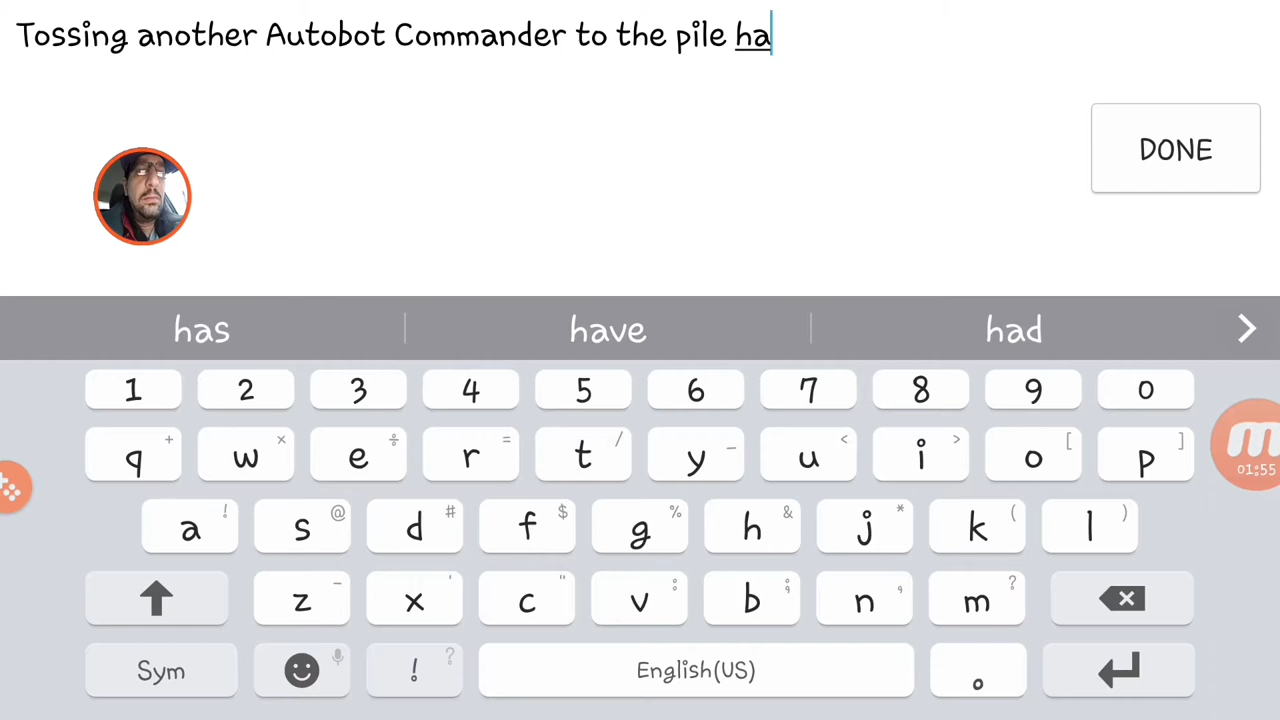 Tossing another Autobot Commander to the pile ha
DONE
has have had
1 2 3 4 5 6 7 8 9 0
+ × ÷ = / _ < > [ ]
q w e r t y u i o p
01:55
! @ # $ % & * ( )
a s d f g h j k l
- ' " : ; , ?
z x c v b n m
Sym ! ? English(US) .